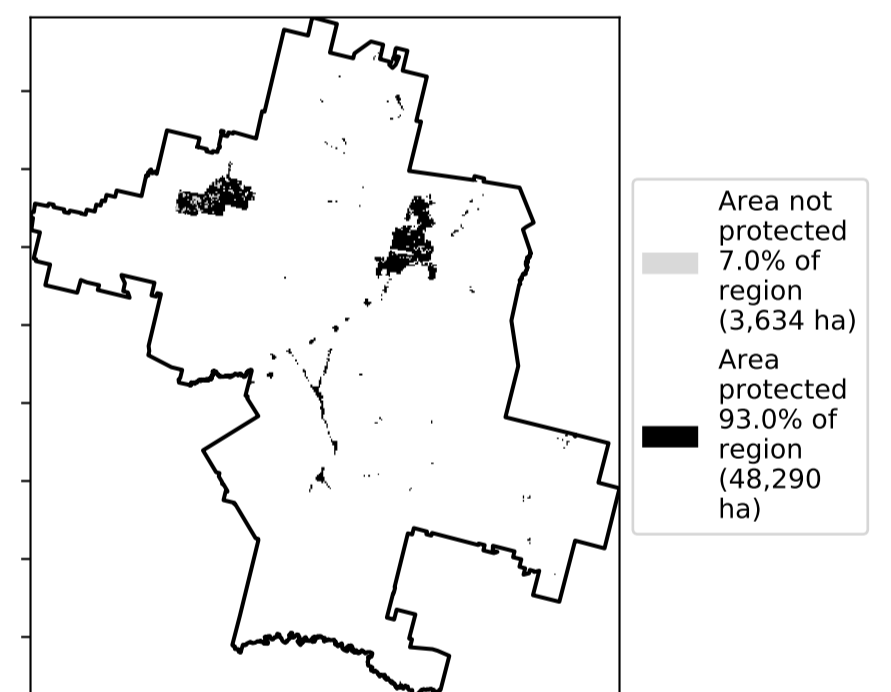 Area not
protected
7.0% of
region
(3,634 ha)
Area
protected
93.0% of
region
(48,290
ha)